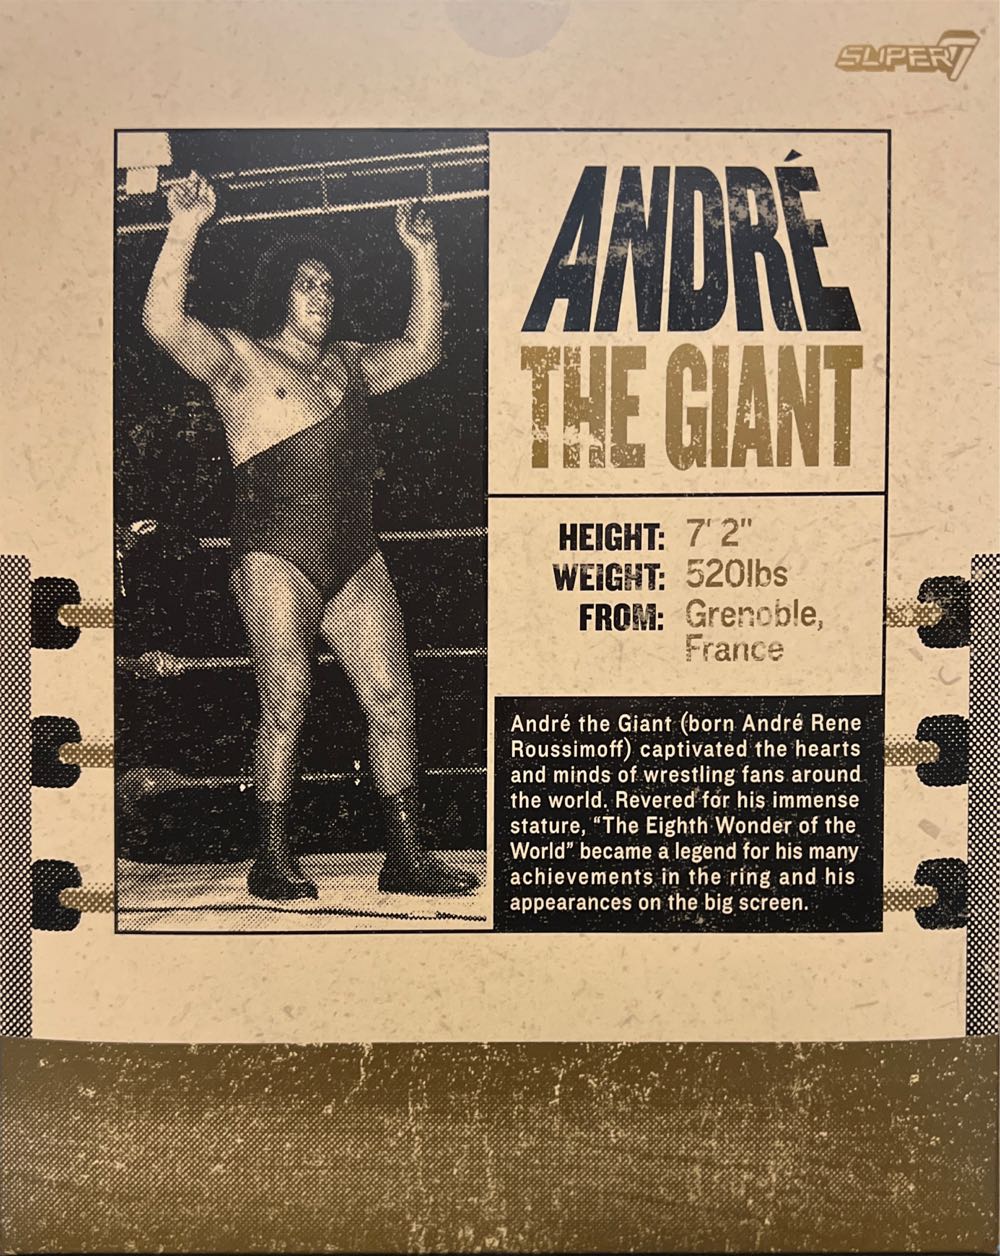 SUPER7
ANDRÉ
THE GIANT
HEIGHT: 7' 2"
WEIGHT: 520lbs
FROM: Grenoble,
France
André the Giant (born André Rene
Roussimoff) captivated the hearts
and minds of wrestling fans around
the world. Revered for his immense
stature, “The Eighth Wonder of the
World” became a legend for his many
achievements in the ring and his
appearances on the big screen.